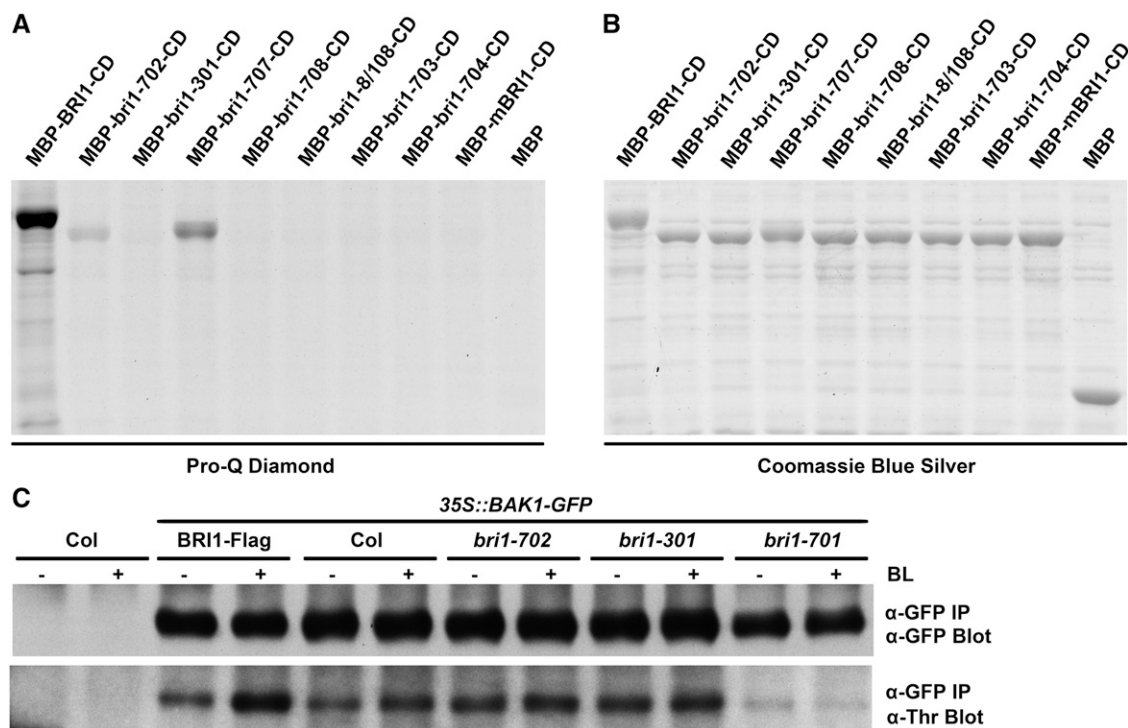 A
MBP-BRI1-CD
MBP-bri1-702-CD
MBP-bri1-301-CD
MBP-bri1-707-CD
MBP-bri1-708-CD
MBP-bri1-8/108-CD
MBP-bri1-703-CD
MBP-bri1-704-CD
MBP-mBRI1-CD
MBP
Pro-Q Diamond
B
MBP-BRI1-CD
MBP-bri1-702-CD
MBP-bri1-301-CD
MBP-bri1-707-CD
MBP-bri1-708-CD
MBP-bri1-8/108-CD
MBP-bri1-703-CD
MBP-bri1-704-CD
MBP-mBRI1-CD
MBP
Coomassie Blue Silver
C
35S::BAK1-GFP
Col BRI1-Flag Col bri1-702 bri1-301 bri1-701
- + - + - + - + - + - + BL
α-GFP IP
α-GFP Blot
α-GFP IP
α-Thr Blot